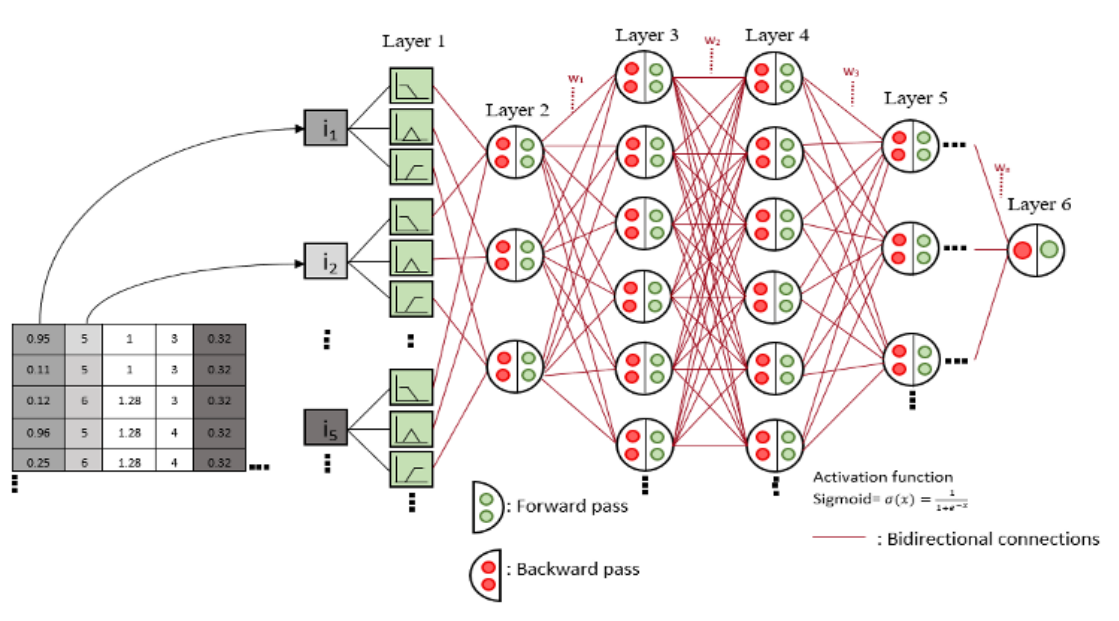 Layer 1
Layer 2
Layer 3
Layer 4
Layer 5
Layer 6
w₁
w₂
w₃
wₙ
i₁
i₂
i₅
0.95 5 1 3 0.32
0.11 5 1 3 0.32
0.12 6 1.28 3 0.32
0.96 5 1.28 4 0.32
0.25 6 1.28 4 0.32
: Forward pass
: Backward pass
Activation function
Sigmoid= σ(x) = 1/1+e⁻ˣ
: Bidirectional connections